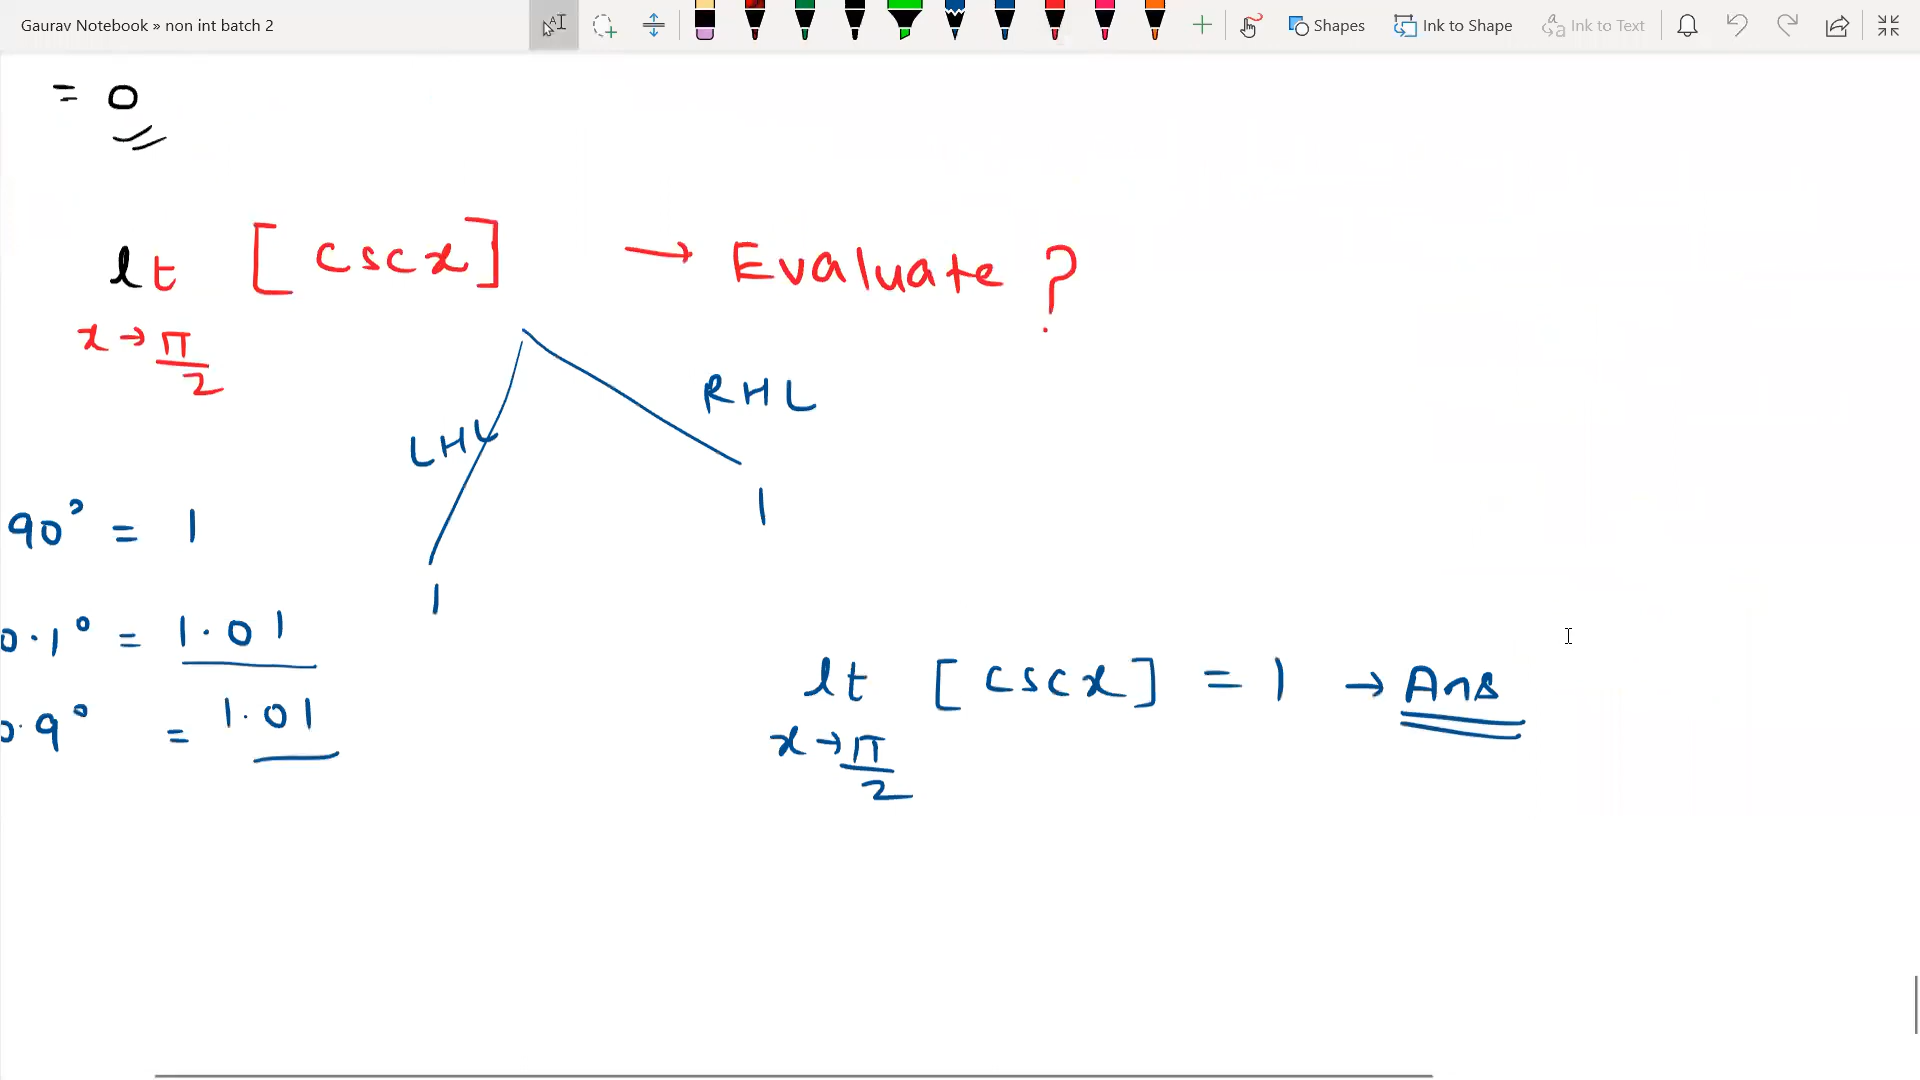 Gaurav Notebook » non int batch 2
Shapes Ink to Shape Ink to Text
= 0
lt [cscx] → Evaluate ?
x → π/2
LHL RHL
90° = 1
1
1
0.1° = 1.01
0.9° = 1.01
lt [cscx] = 1 → Ans
x → π/2